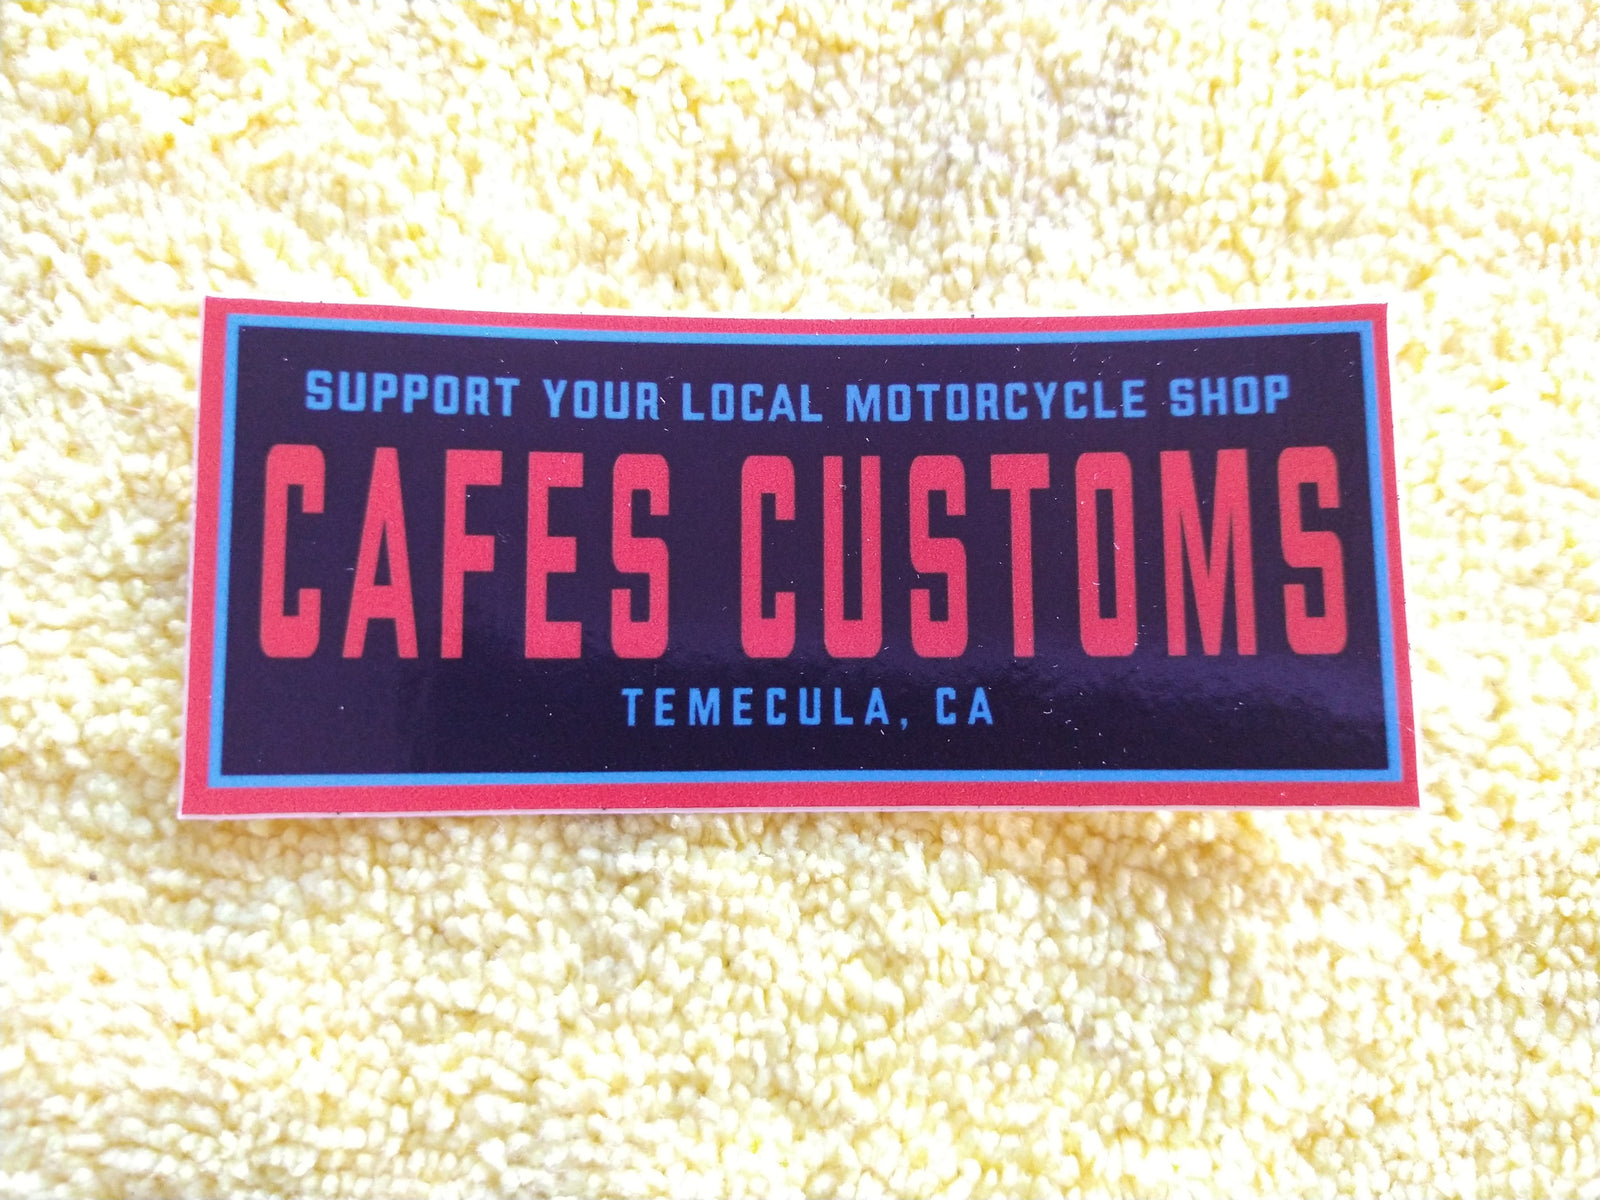 SUPPORT YOUR LOCAL MOTORCYCLE SHOP
CAFES CUSTOMS
TEMECULA, CA